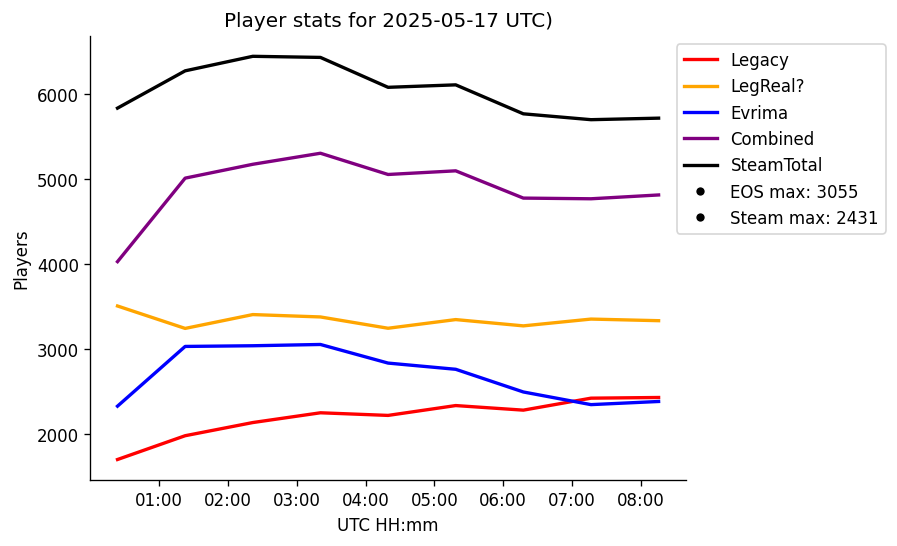 Player stats for 2025-05-17 UTC)
Legacy
LegReal?
Evrima
Combined
SteamTotal
EOS max: 3055
Steam max: 2431
Players
6000
5000
4000
3000
2000
01:00 02:00 03:00 04:00 05:00 06:00 07:00 08:00
UTC HH:mm